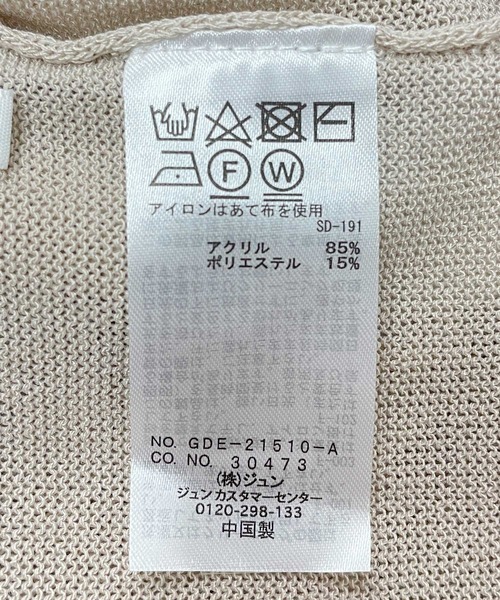 F W
アイロンはあて布を使用
SD-191
アクリル 85%
ポリエステル 15%
NO. GDE-21510-A
CO. NO. 30473
(株)ジュン
ジュンカスタマーセンター
0120-298-133
中国製